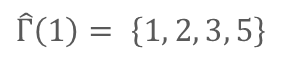 Γ̂(1) = {1, 2, 3, 5}